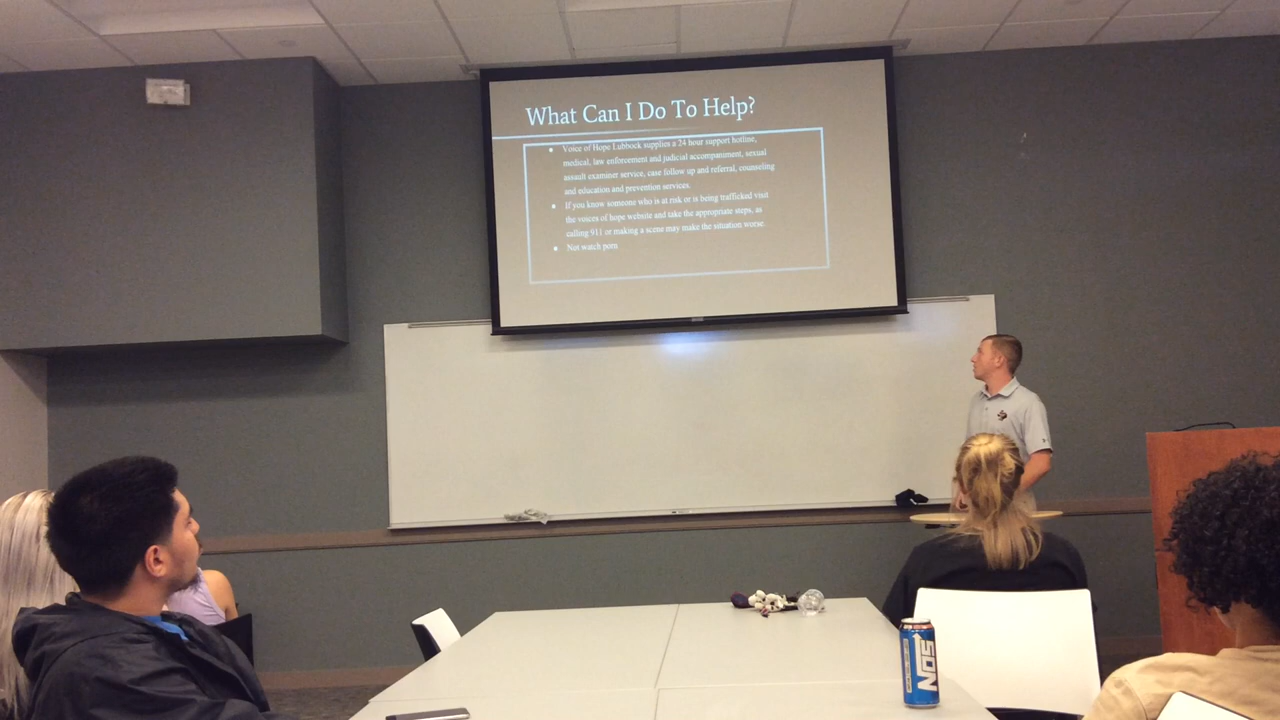 What Can I Do To Help?
● Voice of Hope Lubbock supplies a 24 hour support hotline,
medical, law enforcement and judicial accompaniment, sexual
assault examiner service, case follow up and referral, counseling
and education and prevention services.
● If you know someone who is at risk or is being trafficked visit
the voices of hope website and take the appropriate steps, as
calling 911 or making a scene may make the situation worse.
● Not watch porn
NOS